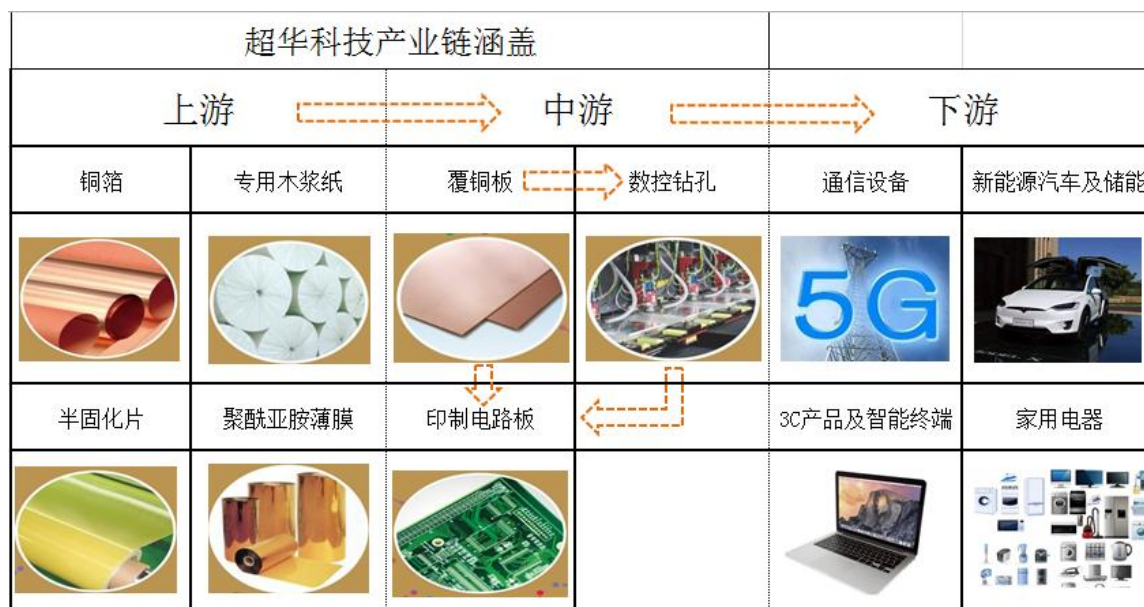 超华科技产业链涵盖
上游 中游 下游
铜箔 专用木浆纸 覆铜板 数控钻孔 通信设备 新能源汽车及储能
5G
半固化片 聚酰亚胺薄膜 印制电路板 3C产品及智能终端 家用电器